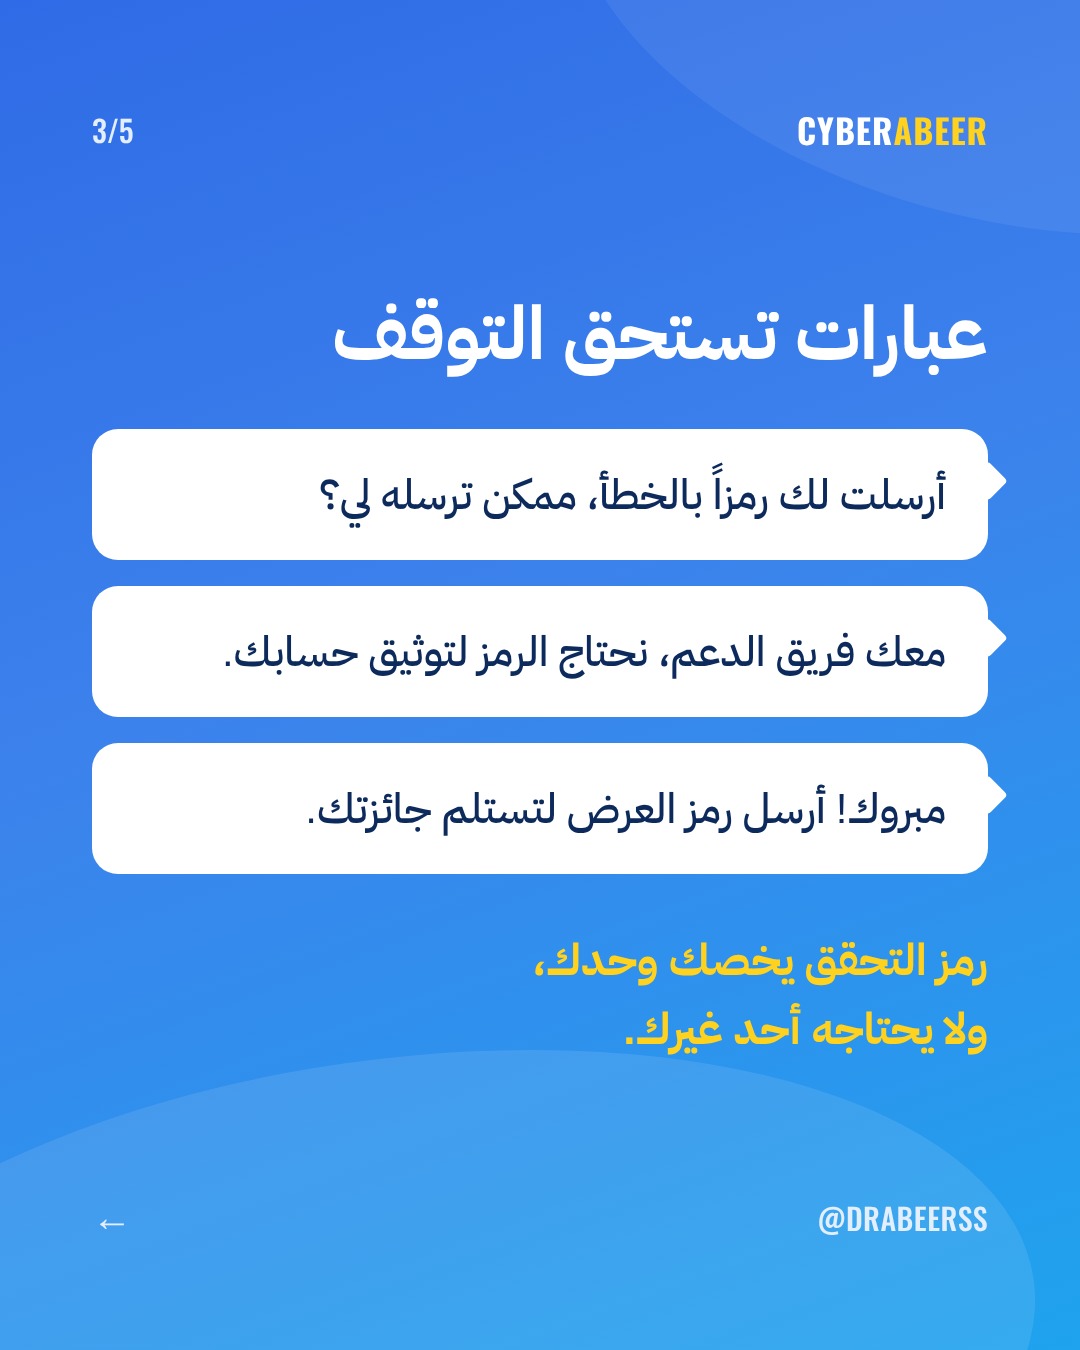 CYBERABEER
3/5
عبارات تستحق التوقف
أرسلت لك رمزاً بالخطأ، ممكن ترسله لي؟
معك فريق الدعم، نحتاج الرمز لتوثيق حسابك.
مبروك! أرسل رمز العرض لتستلم جائزتك.
رمز التحقق يخصك وحدك،
ولا يحتاجه أحد غيرك.
@DRABEERSS
←